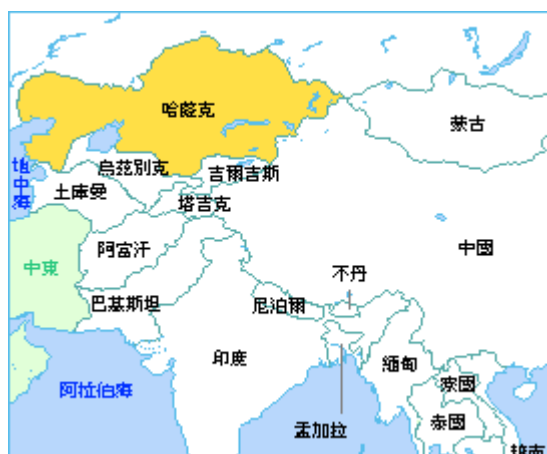 哈薩克
蒙古
地中海
烏茲別克
吉爾吉斯
土庫曼
塔吉克
阿富汗
中國
中東
不丹
巴基斯坦
尼泊爾
印度
緬甸
阿拉伯海
寮國
泰國
孟加拉
越南